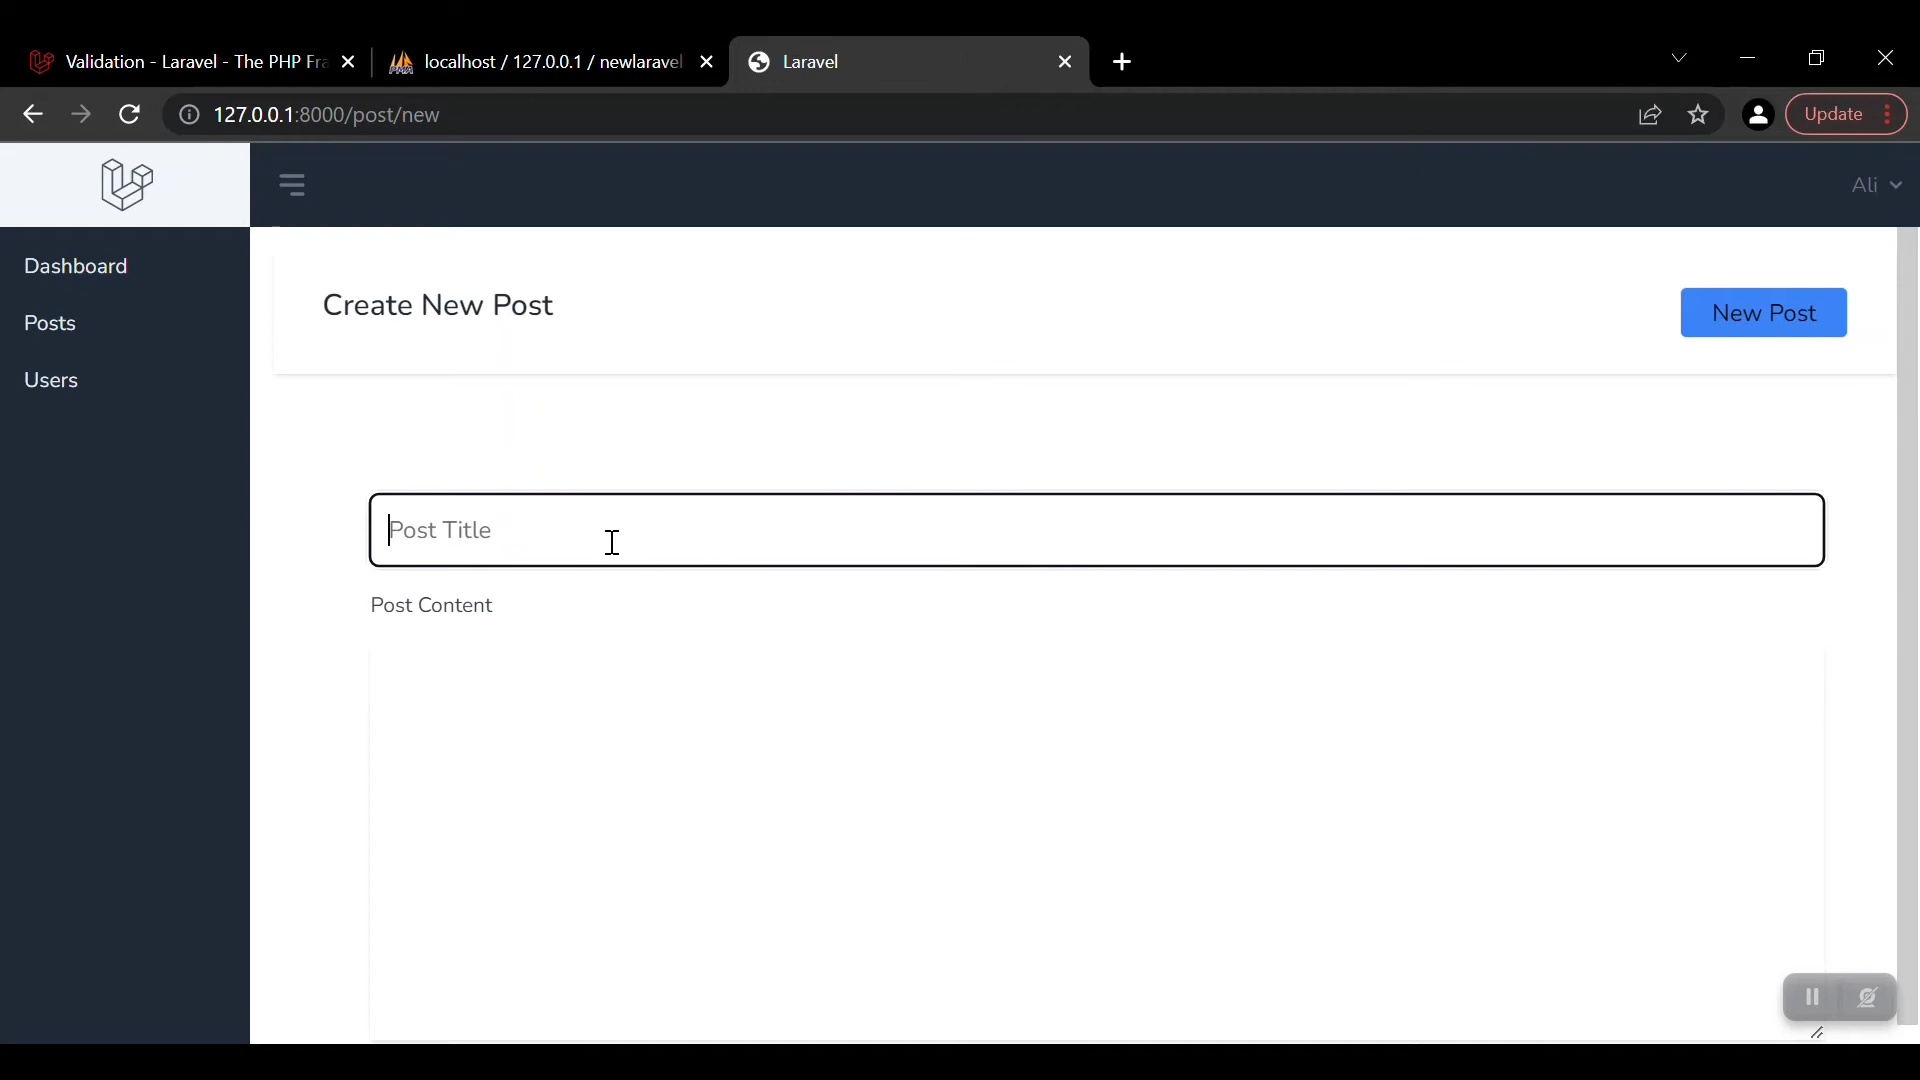 Validation - Laravel - The PHP Fra
localhost / 127.0.0.1 / newlaravel
Laravel
127.0.0.1:8000/post/new
Update
Ali
Dashboard
Posts
Users
Create New Post
New Post
Post Title
Post Content